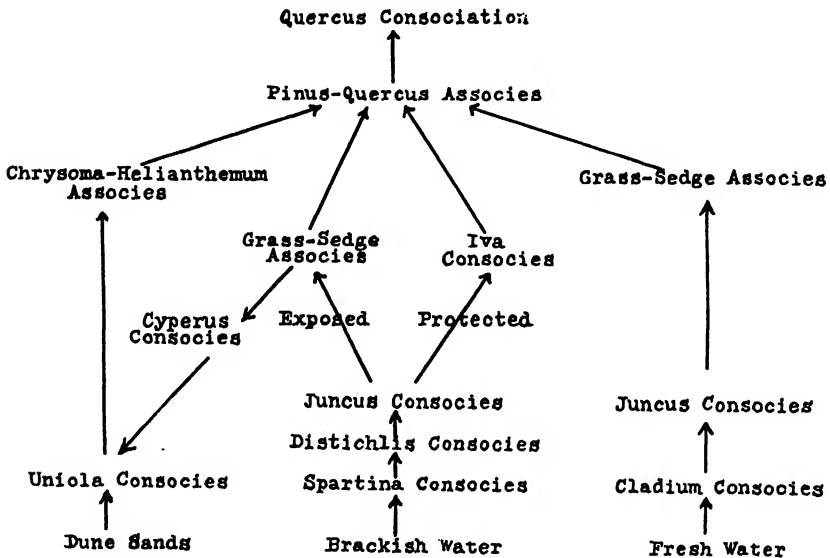 Quercus Consociation
Pinus-Quercus Associes
Chrysoma-Helianthemum
Associes
Grass-Sedge Associes
Grass-Sedge
Associes
Iva
Consocies
Cyperus
Consocies
Exposed
Protected
Juncus Consocies
Juncus Consocies
Distichlis Consocies
Uniola Consocies
Spartina Consocies
Cladium Consocies
Dune Sands
Brackish Water
Fresh Water